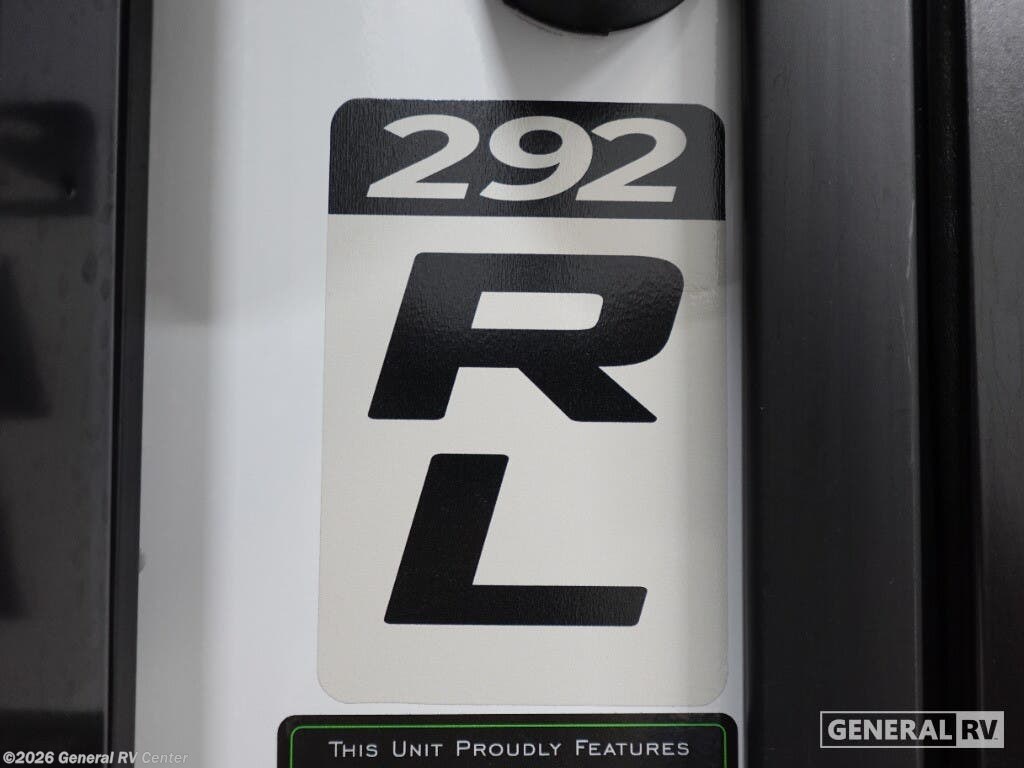 292
R
L
THIS UNIT PROUDLY FEATURES
GENERAL RV
©2026 General RV Center